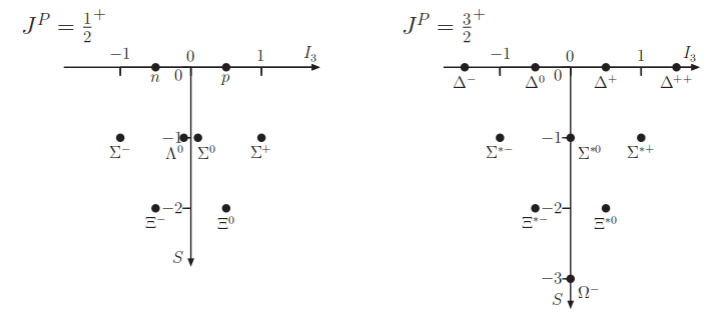 J^P = 1/2^+
J^P = 3/2^+
−1 0 1 I_3
−1 0 1 I_3
n 0 p
Δ^− Δ^0 0 Δ^+ Δ^{++}
−1
−1
Σ^− Λ^0 Σ^0 Σ^+
Σ^{*−} Σ^{*0} Σ^{*+}
−2
−2
Ξ^− Ξ^0
Ξ^{*−} Ξ^{*0}
S
−3
S Ω^−